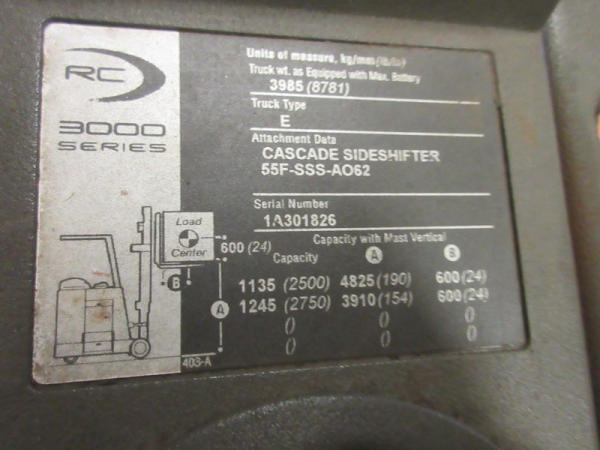 RC
3000
SERIES
Units of measure, kg/mm (lb/in)
Truck wt. as Equipped with Max. Battery
3985 (8781)
Truck Type
E
Attachment Data
CASCADE SIDESHIFTER
55F-SSS-AO62
Serial Number
1A301826
Load
Center
600 (24)
Capacity with Mast Vertical
Capacity A B
1135 (2500) 4825 (190) 600 (24)
1245 (2750) 3910 (154) 600 (24)
() () ()
() () ()
B
A
403-A